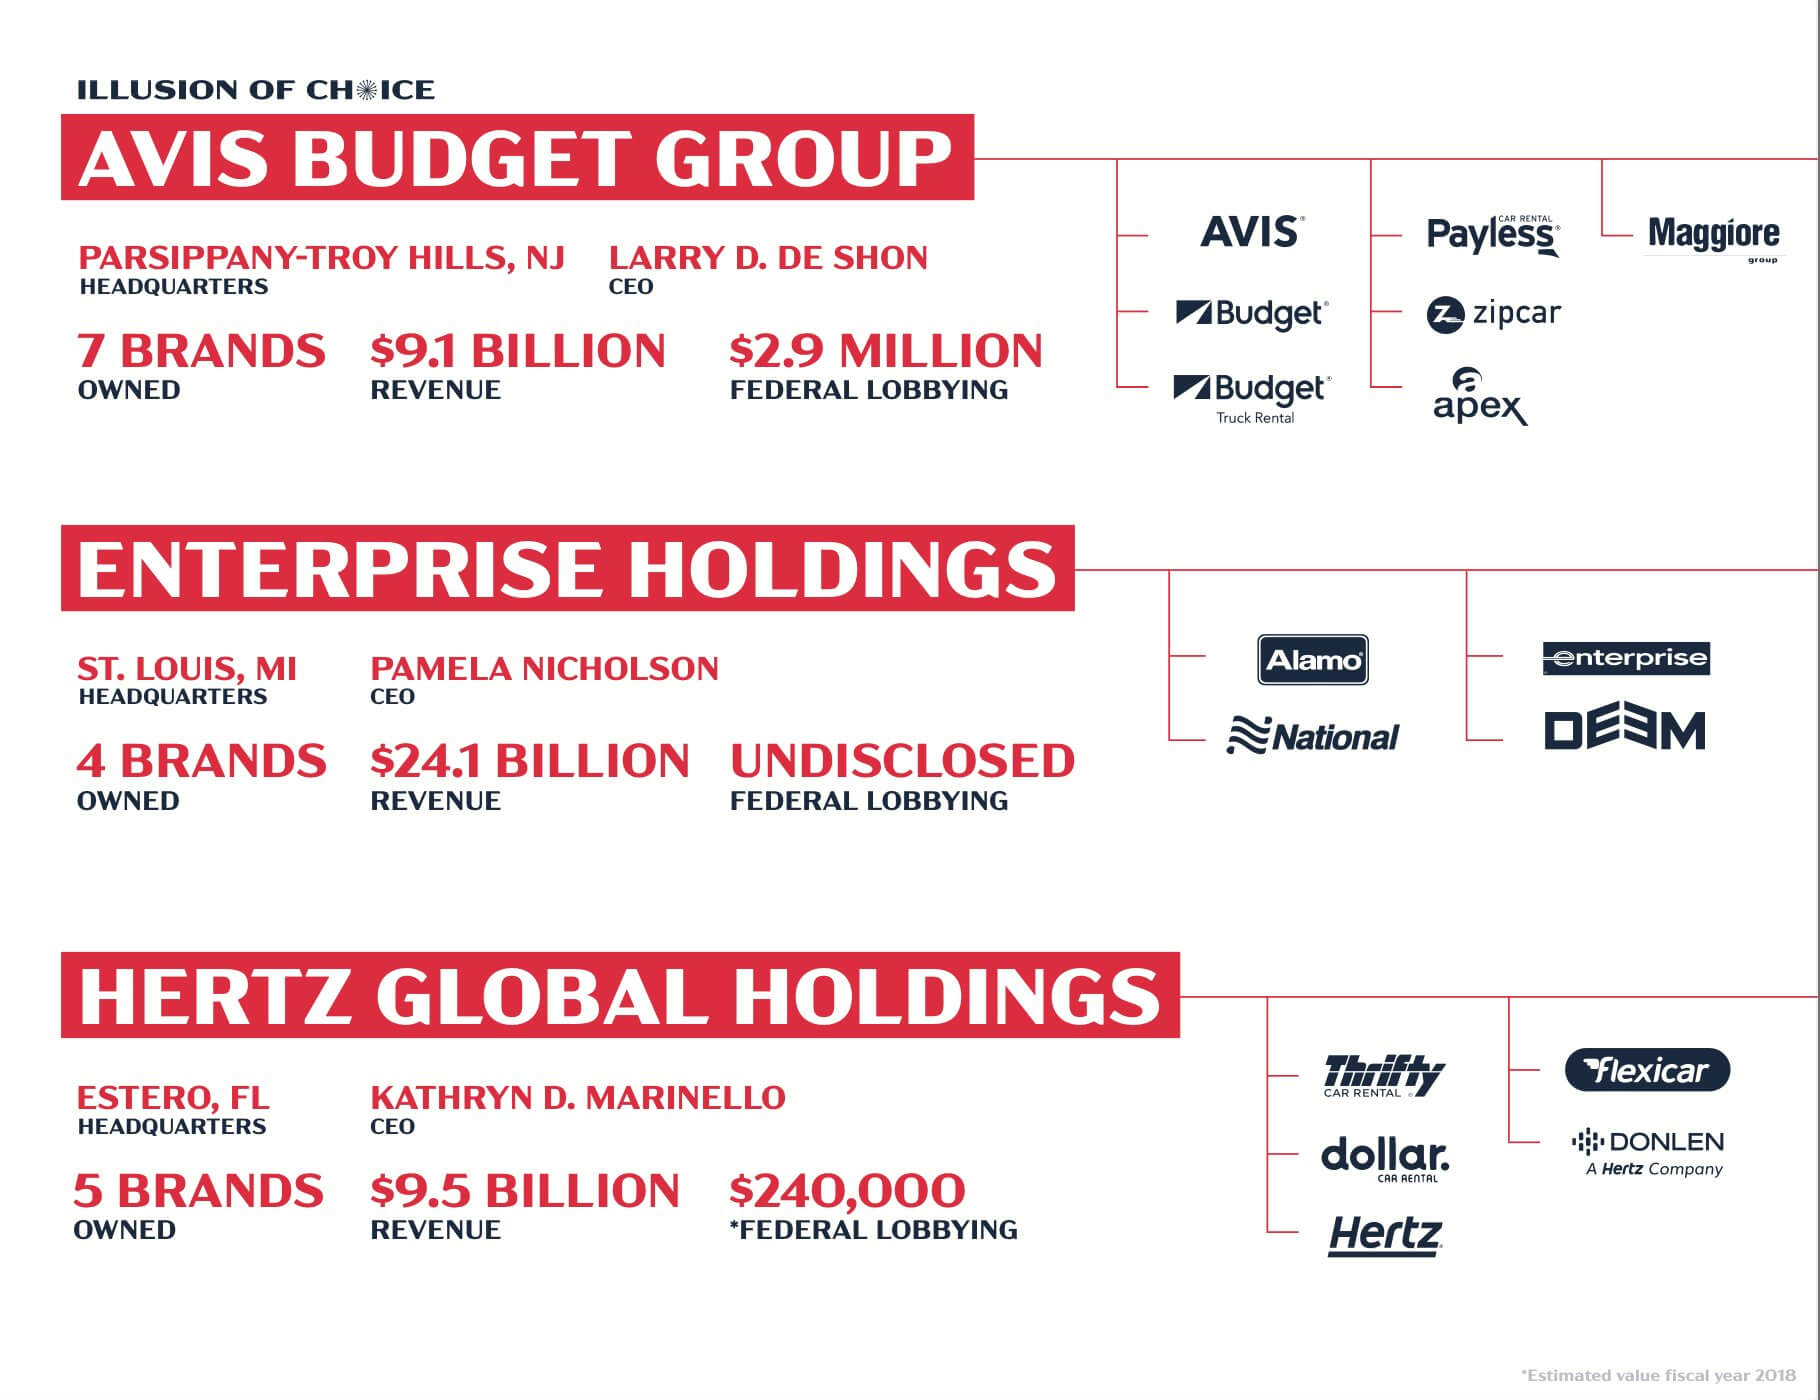 ILLUSION OF CHOICE
AVIS BUDGET GROUP
PARSIPPANY-TROY HILLS, NJ
HEADQUARTERS
LARRY D. DE SHON
CEO
7 BRANDS
OWNED
$9.1 BILLION
REVENUE
$2.9 MILLION
FEDERAL LOBBYING
AVIS®
Budget®
Budget®
Truck Rental
CAR RENTAL
Payless®
zipcar
a
apex
Maggiore
group
ENTERPRISE HOLDINGS
ST. LOUIS, MI
HEADQUARTERS
PAMELA NICHOLSON
CEO
4 BRANDS
OWNED
$24.1 BILLION
REVENUE
UNDISCLOSED
FEDERAL LOBBYING
Alamo®
National
enterprise
DEEM
HERTZ GLOBAL HOLDINGS
ESTERO, FL
HEADQUARTERS
KATHRYN D. MARINELLO
CEO
5 BRANDS
OWNED
$9.5 BILLION
REVENUE
$240,000
*FEDERAL LOBBYING
Thrifty
CAR RENTAL
dollar.
CAR RENTAL
Hertz
flexicar
DONLEN
A Hertz Company
*Estimated value fiscal year 2018